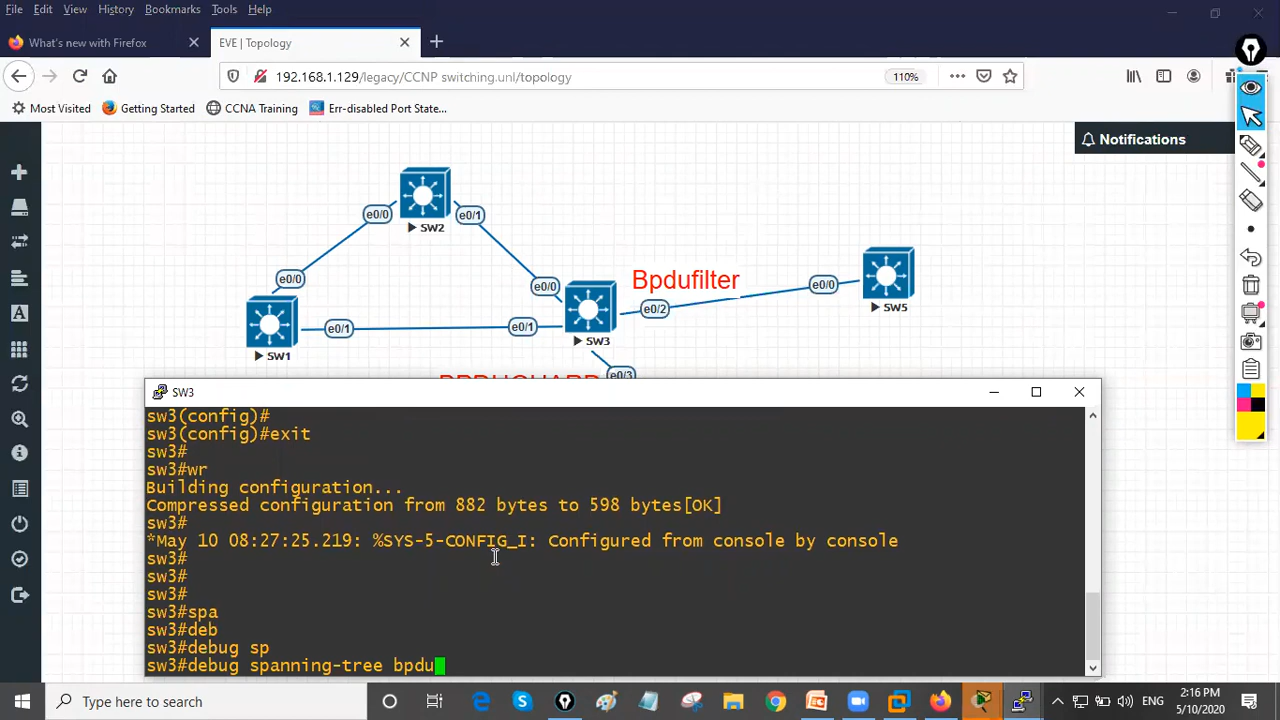 File Edit View History Bookmarks Tools Help
What's new with Firefox
EVE | Topology
192.168.1.129/legacy/CCNP switching.unl/topology
110%
Most Visited Getting Started CCNA Training Err-disabled Port State...
Notifications
SW2
e0/0
e0/1
e0/0
e0/0
Bpdufilter
e0/0
e0/2
SW5
SW1
e0/1
e0/1
SW3
e0/3
BPDUGUARD
SW3
sw3(config)#
sw3(config)#exit
sw3#
sw3#wr
Building configuration...
Compressed configuration from 882 bytes to 598 bytes[OK]
sw3#
*May 10 08:27:25.219: %SYS-5-CONFIG_I: Configured from console by console
sw3#
sw3#
sw3#
sw3#spa
sw3#deb
sw3#debug sp
sw3#debug spanning-tree bpdu
Type here to search
ENG
2:16 PM
5/10/2020